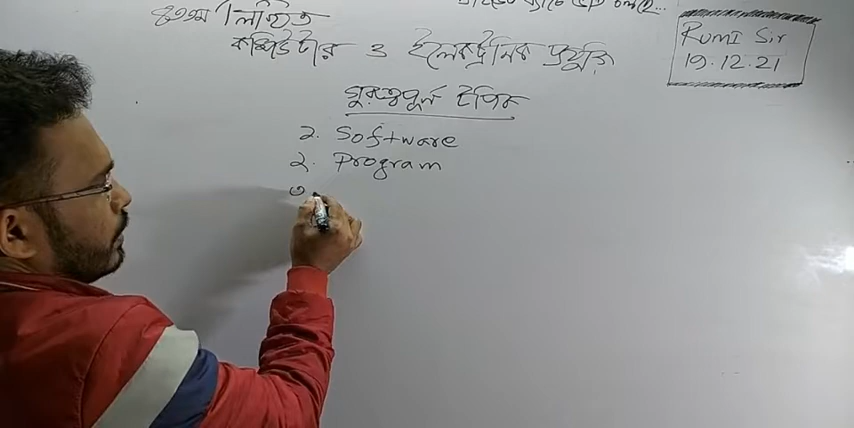 ৪৩তম লিখিত
কম্পিউটার ও ইলেকট্রনিক প্রযুক্তি
Rumi Sir
19.12.21
গুরুত্বপূর্ণ টপিক
১. Software
২. Program
৩